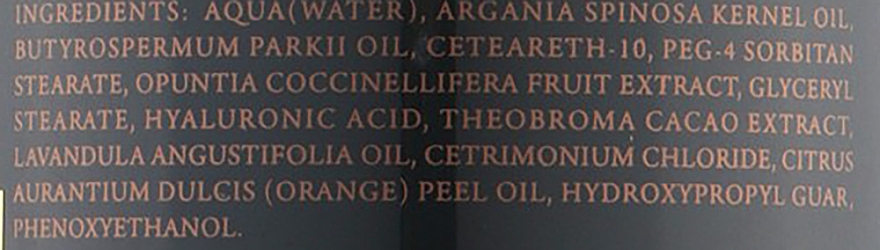 INGREDIENTS: AQUA(WATER), ARGANIA SPINOSA KERNEL OIL,
BUTYROSPERMUM PARKII OIL, CETEARETH-10, PEG-4 SORBITAN
STEARATE, OPUNTIA COCCINELLIFERA FRUIT EXTRACT, GLYCERYL
STEARATE, HYALURONIC ACID, THEOBROMA CACAO EXTRACT,
LAVANDULA ANGUSTIFOLIA OIL, CETRIMONIUM CHLORIDE, CITRUS
AURANTIUM DULCIS (ORANGE) PEEL OIL, HYDROXYPROPYL GUAR,
PHENOXYETHANOL.